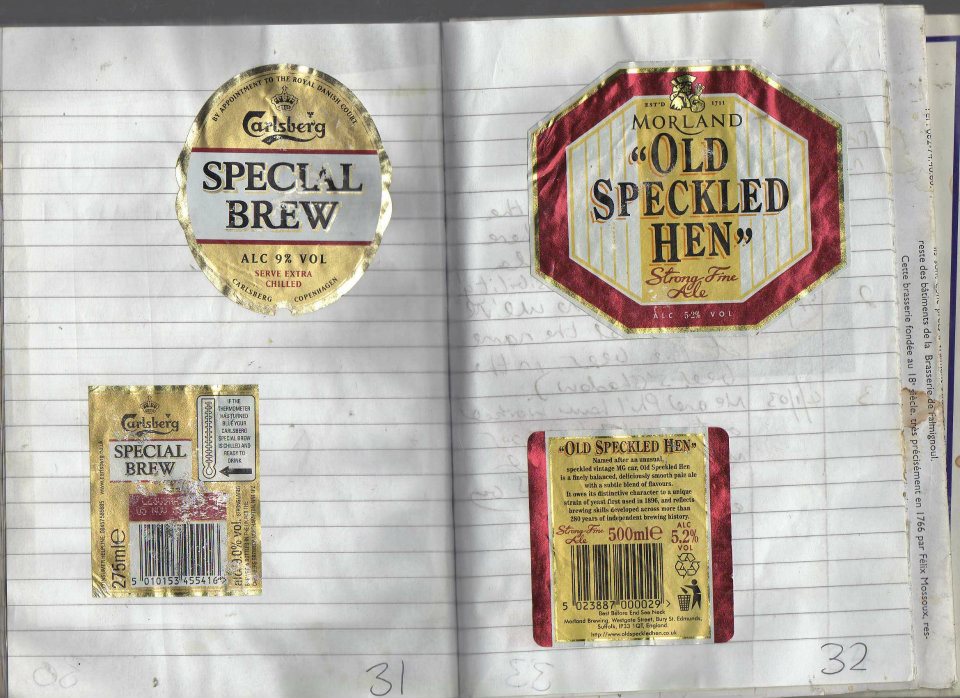 BY APPOINTMENT TO THE ROYAL DANISH COURT
Carlsberg
SPECIAL
BREW
ALC 9% VOL
SERVE EXTRA
CHILLED
CARLSBERG COPENHAGEN
Carlsberg
SPECIAL
BREW
IF THE
THERMOMETER
HAS TURNED
BLUE YOUR
CARLSBERG
SPECIAL BREW
IS CHILLED AND
READY TO
DRINK
275ml e
5 010153 455416 >
31
EST'D 1711
MORLAND
"OLD
SPECKLED
HEN"
Strong Fine
Ale
ALC 5·2% VOL
"OLD SPECKLED HEN"
Named after an unusual,
speckled vintage MG car, Old Speckled Hen
is a finely balanced, deliciously smooth pale ale
with a subtle blend of flavours.
It owes its distinctive character to a unique
strain of yeast first used in 1896, and reflects
brewing skills developed across more than
280 years of independent brewing history.
Strong Fine
Ale
500ml e
ALC
5.2%
VOL
5 023887 000029 >
Best Before End See Neck
Morland Brewing, Westgate Street, Bury St. Edmunds,
Suffolk, IP33 1QT, England.
http://www.oldspeckledhen.co.uk
32
reste des bâtiments de la Brasserie de Falmignoul.
Cette brasserie fondée au 18e siècle, très précisément en 1766 par Félix Mossoux, res-